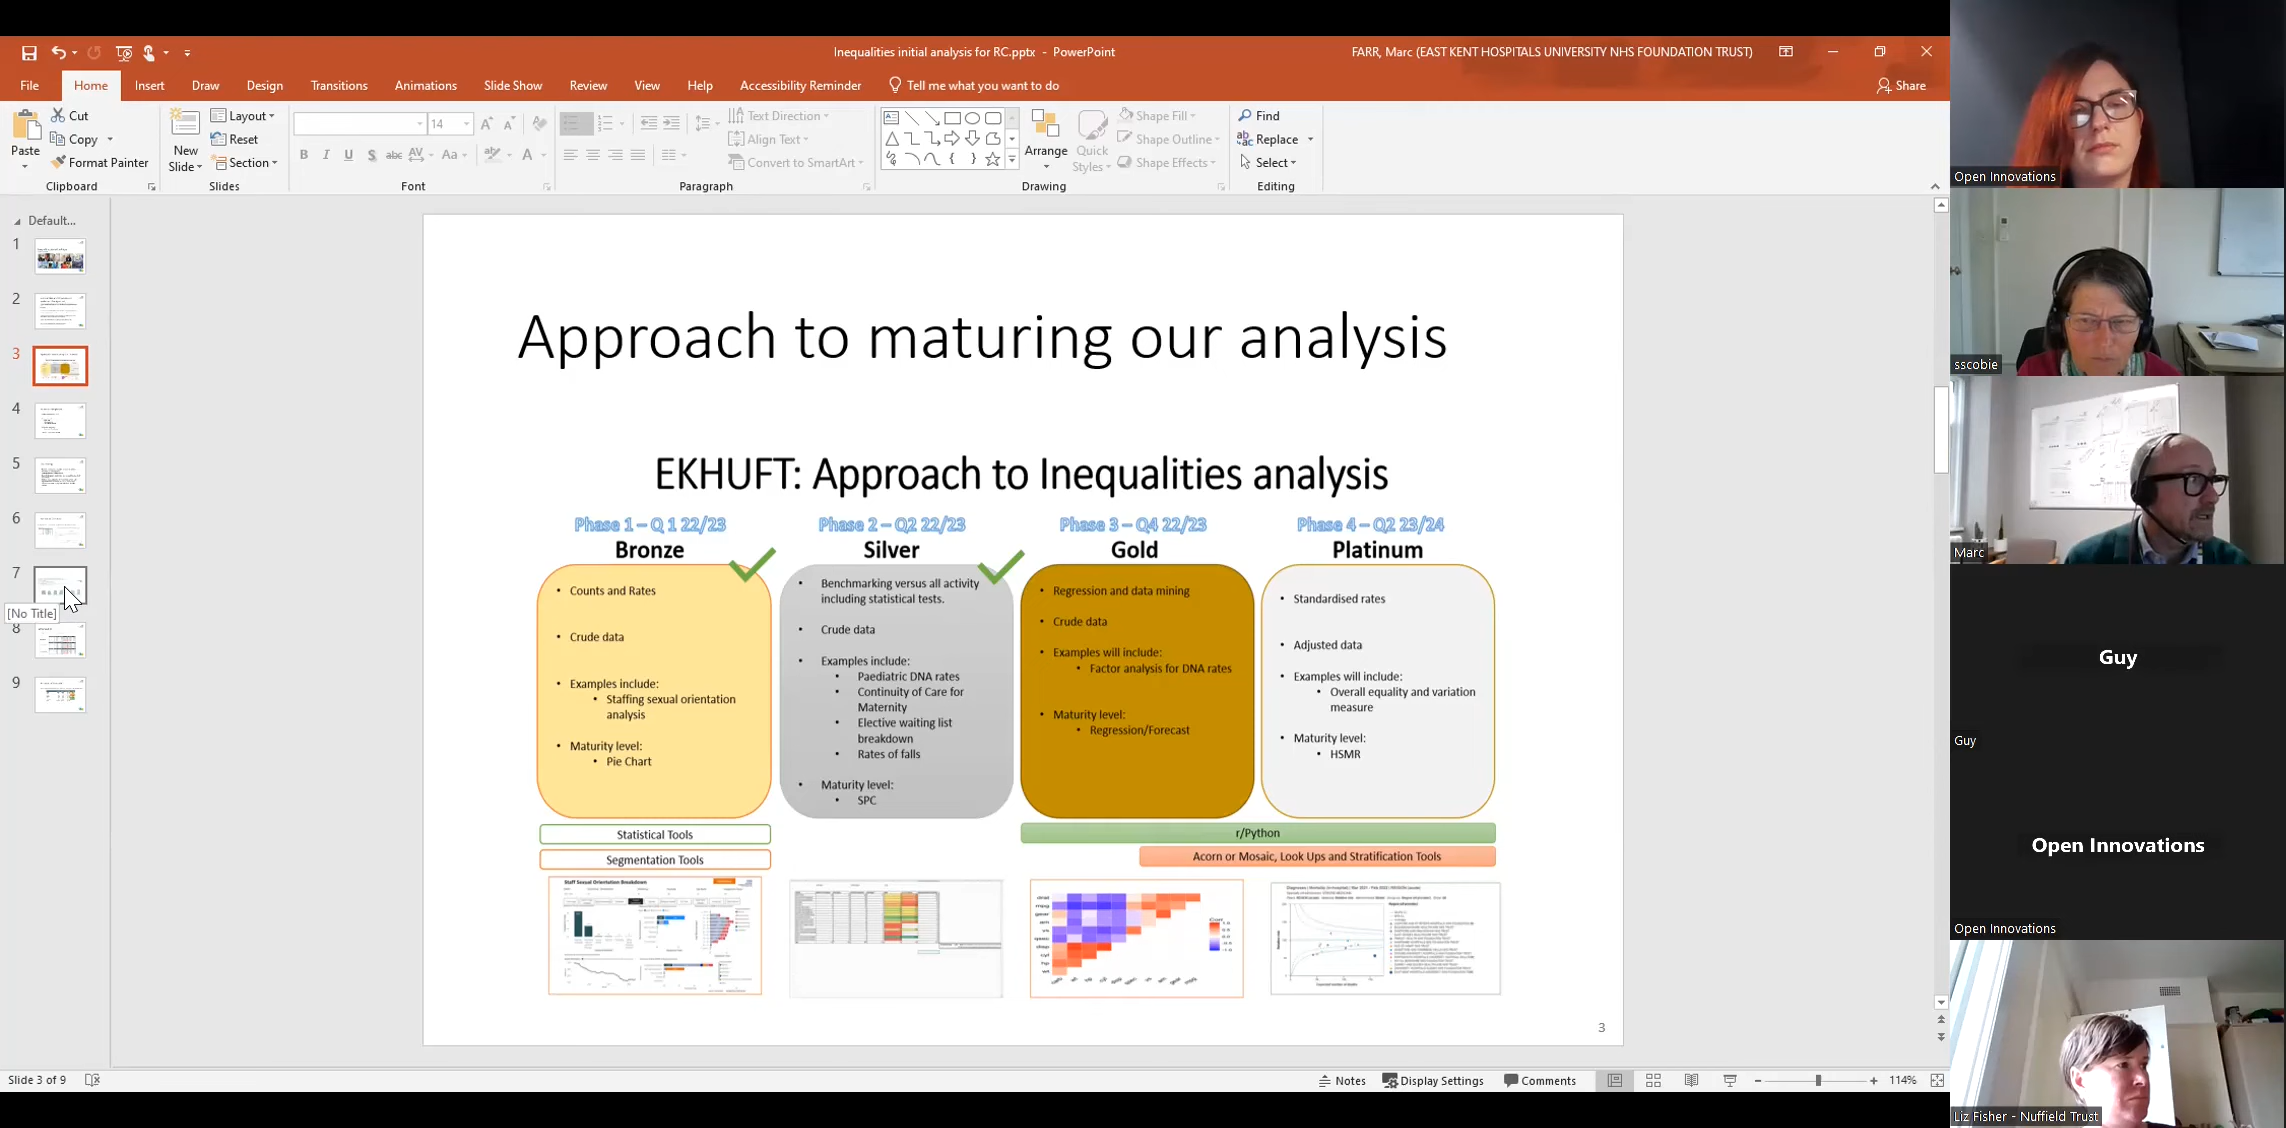 Inequalities initial analysis for RC.pptx - PowerPoint
FARR, Marc (EAST KENT HOSPITALS UNIVERSITY NHS FOUNDATION TRUST)
File Home Insert Draw Design Transitions Animations Slide Show Review View Help Accessibility Reminder Tell me what you want to do Share
Paste
Cut
Copy
Format Painter
Clipboard
New Slide
Layout
Reset
Section
Slides
14
Font
Text Direction
Align Text
Convert to SmartArt
Paragraph
Arrange
Quick Styles
Shape Fill
Shape Outline
Shape Effects
Drawing
Find
Replace
Select
Editing
Default...
1
2
3
4
5
6
7
[No Title]
8
9
Approach to maturing our analysis
EKHUFT: Approach to Inequalities analysis
Phase 1 – Q 1 22/23
Bronze
• Counts and Rates
• Crude data
• Examples include:
• Staffing sexual orientation
analysis
• Maturity level:
• Pie Chart
Phase 2 – Q2 22/23
Silver
• Benchmarking versus all activity
including statistical tests.
• Crude data
• Examples include:
• Paediatric DNA rates
• Continuity of Care for
Maternity
• Elective waiting list
breakdown
• Rates of falls
• Maturity level:
• SPC
Phase 3 – Q4 22/23
Gold
• Regression and data mining
• Crude data
• Examples will include:
• Factor analysis for DNA rates
• Maturity level:
• Regression/Forecast
Phase 4 – Q2 23/24
Platinum
• Standardised rates
• Adjusted data
• Examples will include:
• Overall equality and variation
measure
• Maturity level:
• HSMR
Statistical Tools
Segmentation Tools
r/Python
Acorn or Mosaic, Look Ups and Stratification Tools
Staff Sexual Orientation Breakdown
3
Slide 3 of 9
Notes Display Settings Comments 114%
Open Innovations
sscobie
Marc
Guy
Guy
Open Innovations
Open Innovations
Liz Fisher - Nuffield Trust